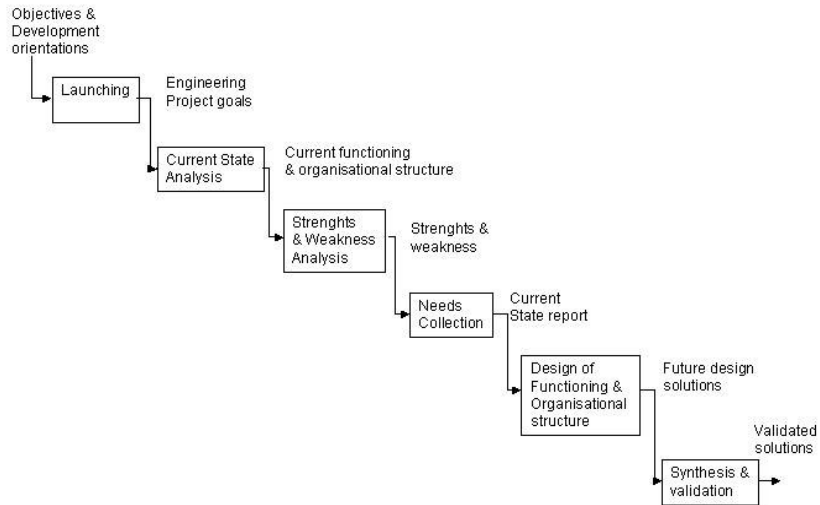 Objectives &
Development
orientations
Launching
Engineering
Project goals
Current State
Analysis
Current functioning
& organisational structure
Strenghts
& Weakness
Analysis
Strenghts &
weakness
Needs
Collection
Current
State report
Design of
Functioning &
Organisational
structure
Future design
solutions
Synthesis &
validation
Validated
solutions